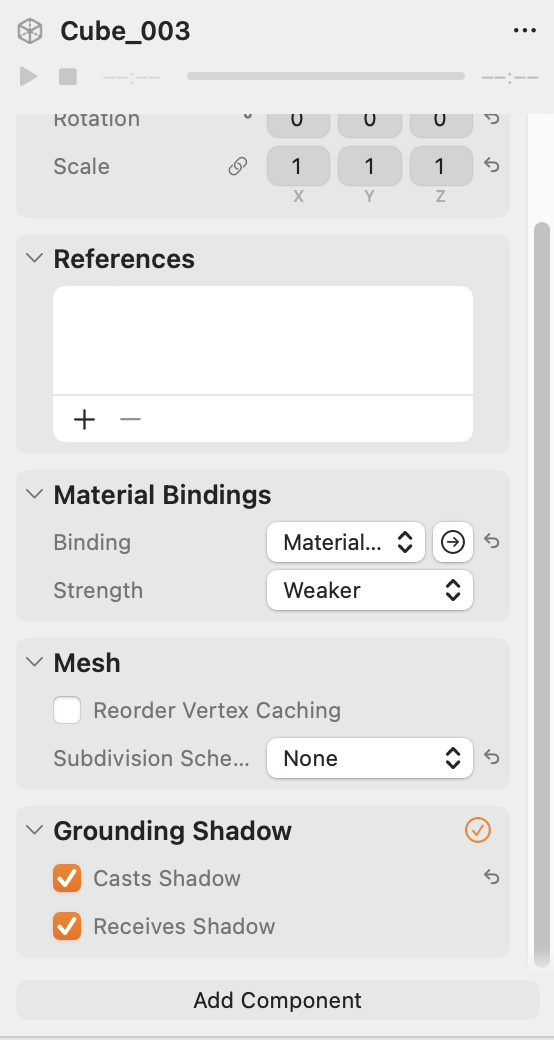 Cube_003
--:--
--:--
Rotation 0 0 0
Scale 1 1 1
X Y Z
References
Material Bindings
Binding Material...
Strength Weaker
Mesh
Reorder Vertex Caching
Subdivision Sche... None
Grounding Shadow
Casts Shadow
Receives Shadow
Add Component